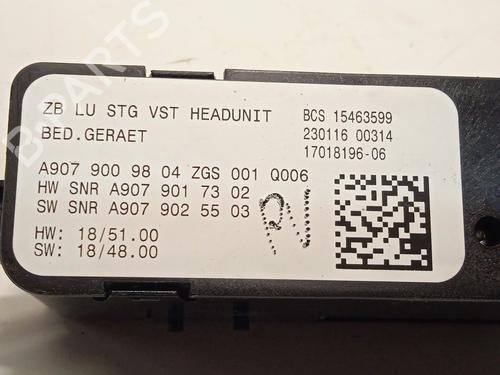 ZB LU STG VST HEADUNIT
BED.GERAET
BCS 15463599
230116 00314
17018196-06
A907 900 98 04 ZGS 001 Q006
HW SNR A907 901 73 02
SW SNR A907 902 55 03
HW: 18/51.00
SW: 18/48.00
B-PARTS